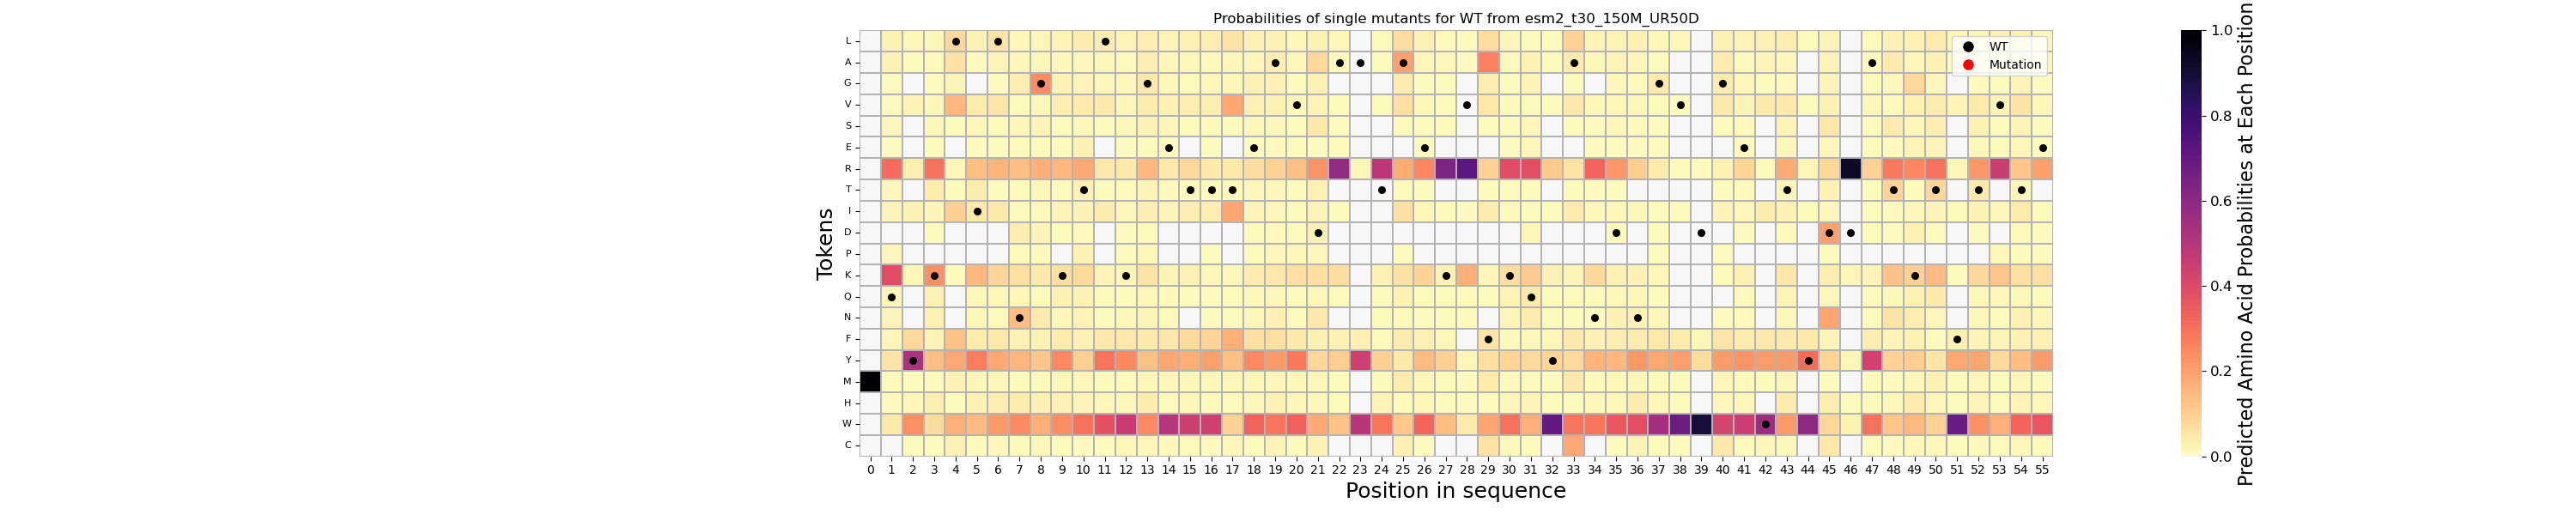 Probabilities of single mutants for WT from esm2_t30_150M_UR50D
L
A
G
V
S
E
R
T
I
D
P
K
Q
N
F
Y
M
H
W
C
Tokens
0 1 2 3 4 5 6 7 8 9 10 11 12 13 14 15 16 17 18 19 20 21 22 23 24 25 26 27 28 29 30 31 32 33 34 35 36 37 38 39 40 41 42 43 44 45 46 47 48 49 50 51 52 53 54 55
Position in sequence
WT
Mutation
1.0
0.8
0.6
0.4
0.2
0.0
Predicted Amino Acid Probabilities at Each Position